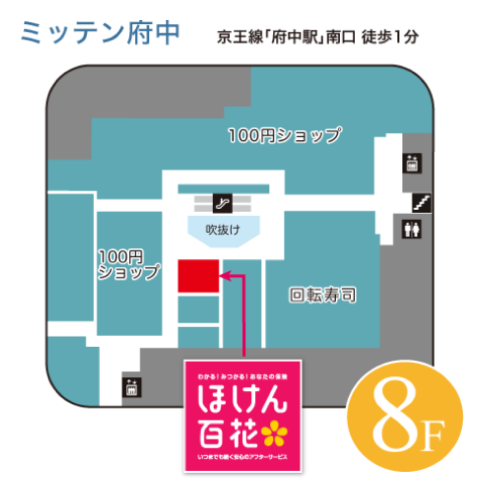 ミッテン府中
京王線「府中駅」南口 徒歩1分
100円ショップ
吹抜け
100円
ショップ
回転寿司
わかる!みつかる!あなたの保険
ほけん
百花
いつまでも続く安心のアフターサービス
8F